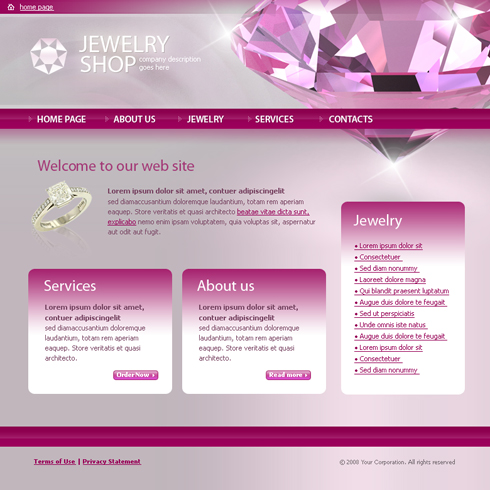 home page
JEWELRY
SHOP
company description
goes here
HOME PAGE
ABOUT US
JEWELRY
SERVICES
CONTACTS
Welcome to our web site
Lorem ipsum dolor sit amet, contuer adipiscingelit
sed diamaccusantium doloremque laudantium, totam rem aperiam
eaquep. Store veritatis et quasi architecto beatae vitae dicta sunt,
explicabo nemo enim ipsam voluptatem, quia voluptas sit, aspernatur
aut odit aut fugit.
Services
Lorem ipsum dolor sit amet,
contuer adipiscingelit
sed diamaccusantium doloremque
laudantium, totam rem aperiam
eaquep. Store veritatis et quasi
architecto.
Order Now
About us
Lorem ipsum dolor sit amet,
contuer adipiscingelit
sed diamaccusantium doloremque
laudantium, totam rem aperiam
eaquep. Store veritatis et quasi
architecto.
Read more
Jewelry
• Lorem ipsum dolor sit
• Consectetuer
• Sed diam nonummy
• Laoreet dolore magna
• Qui blandit praesent luptatum
• Augue duis dolore te feugait
• Sed ut perspiciatis
• Unde omnis iste natus
• Augue duis dolore te feugait
• Lorem ipsum dolor sit
• Consectetuer
• Sed diam nonummy
Terms of Use | Privacy Statement
© 2008 Your Corporation. All rights reserved